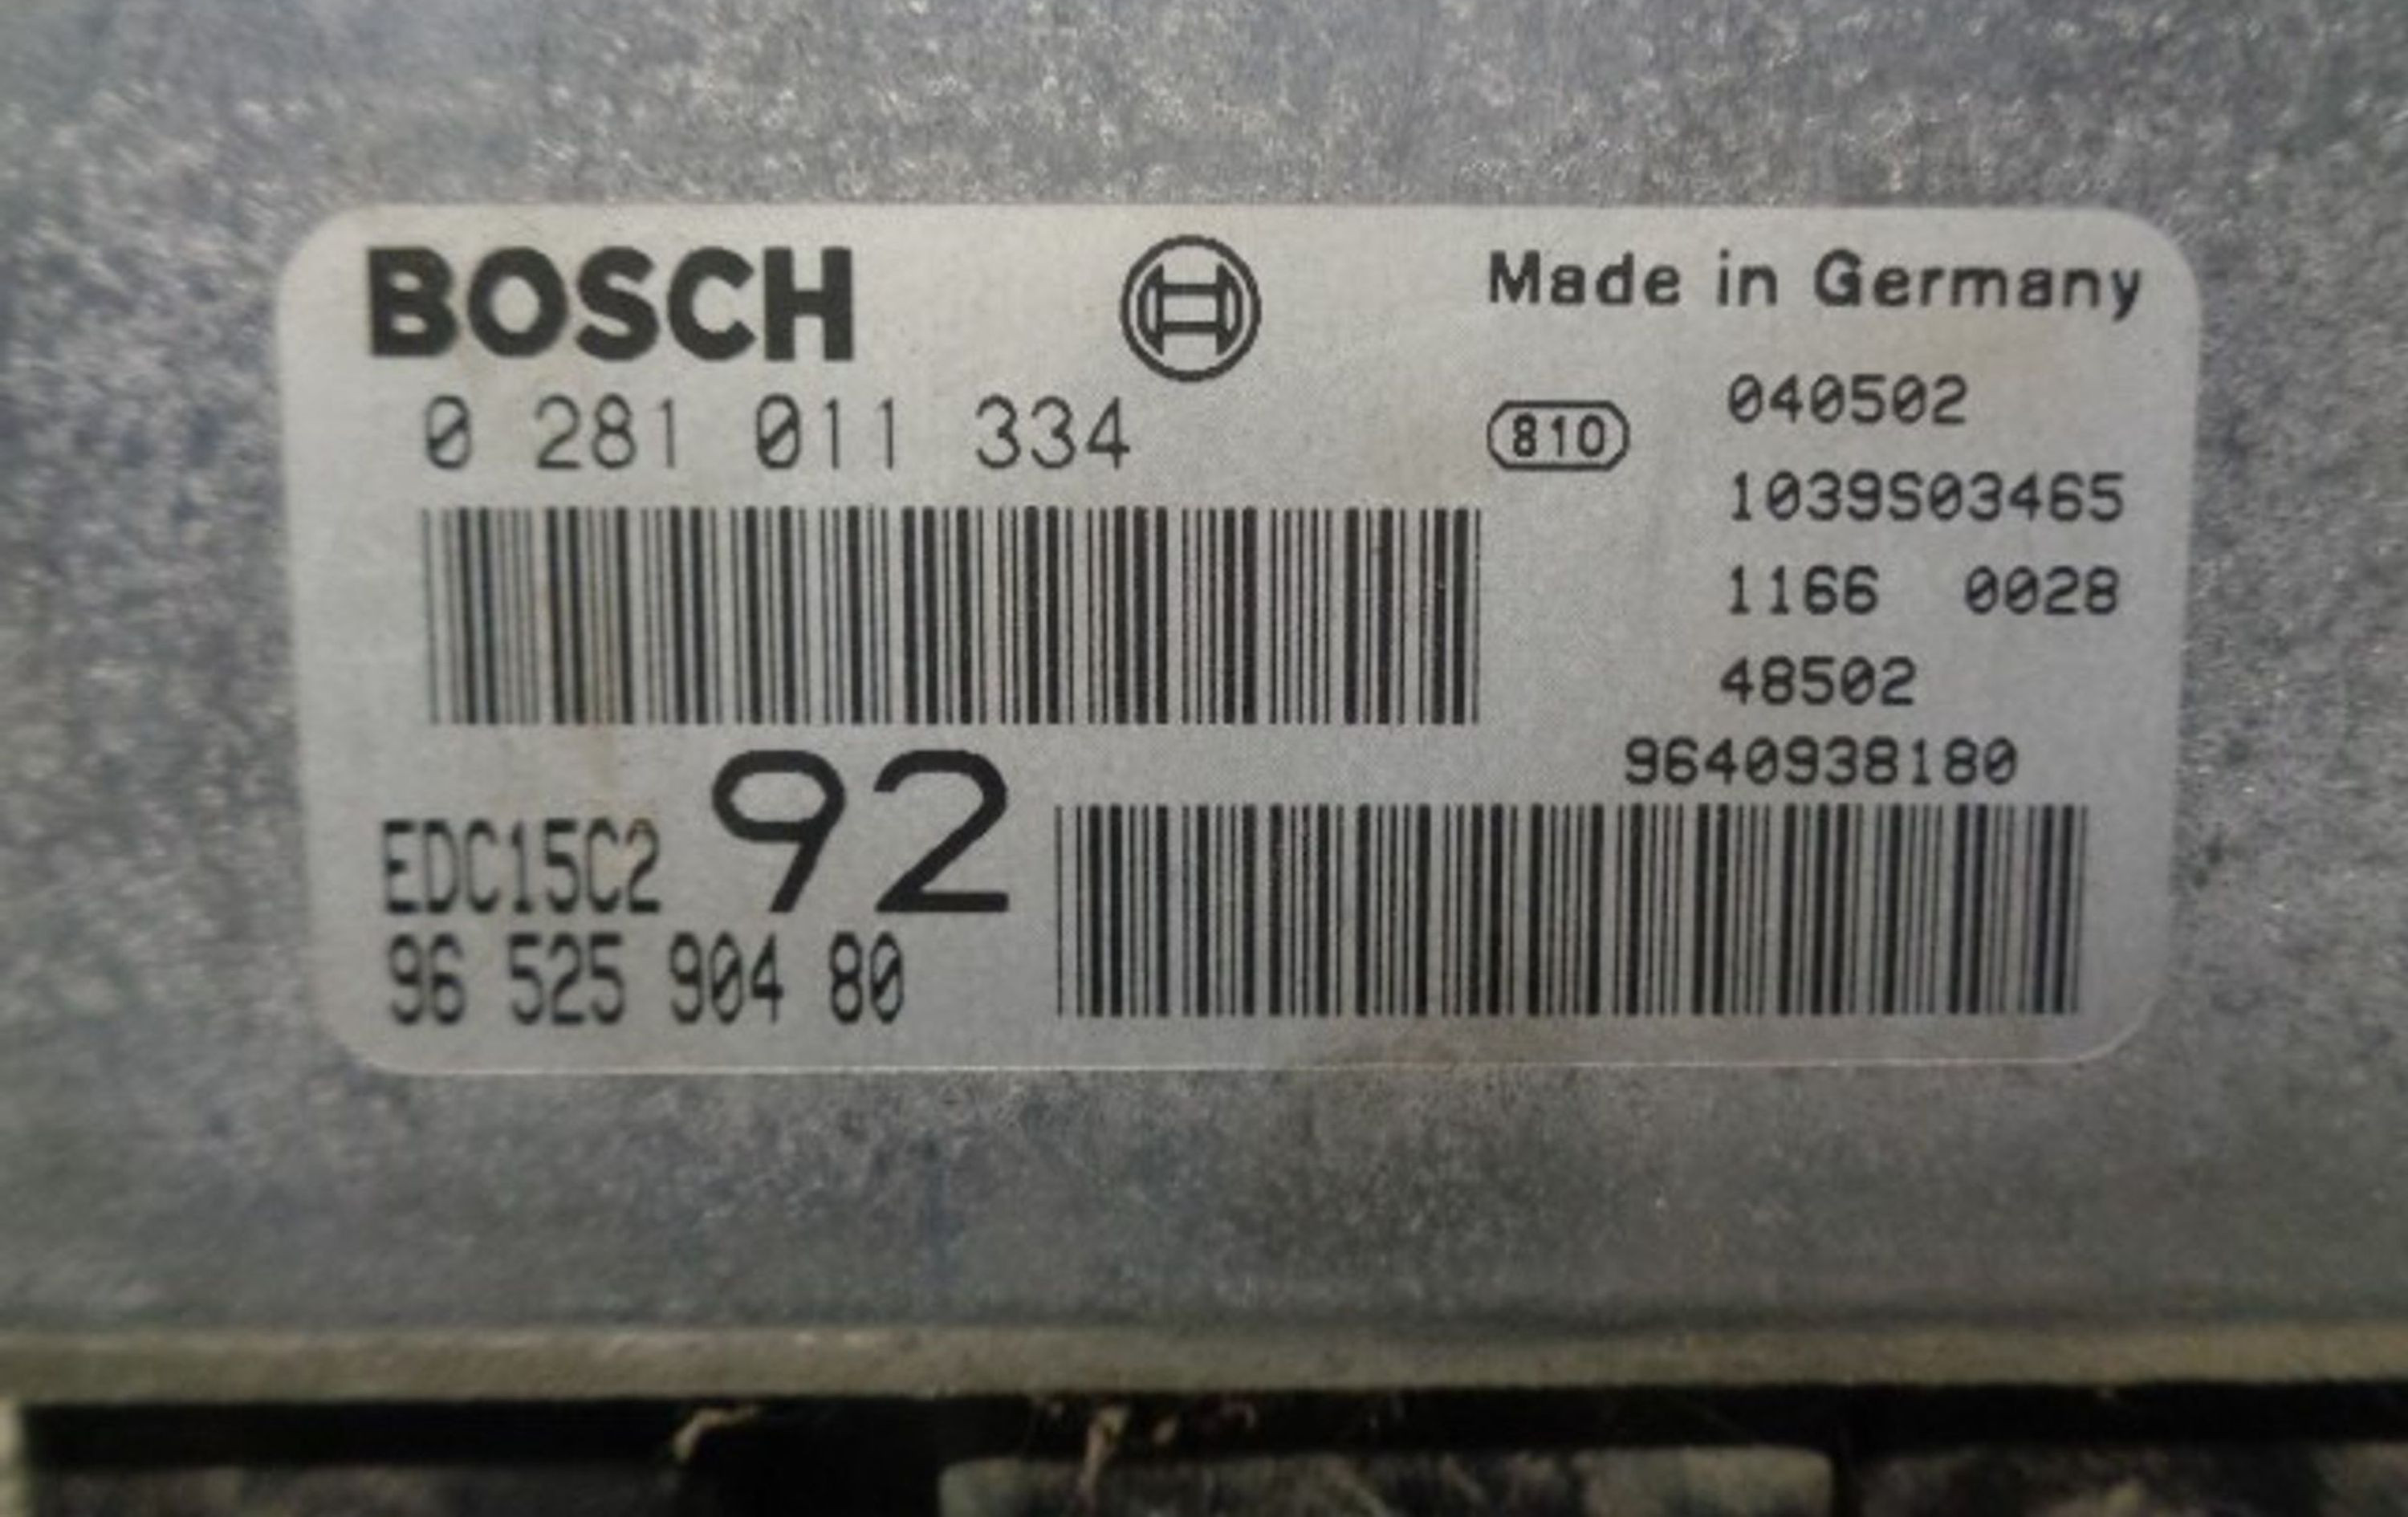 BOSCH
Made in Germany
0 281 011 334
810
040502
1039S03465
1166 0028
48502
9640938180
EDC15C2
92
96 525 904 80